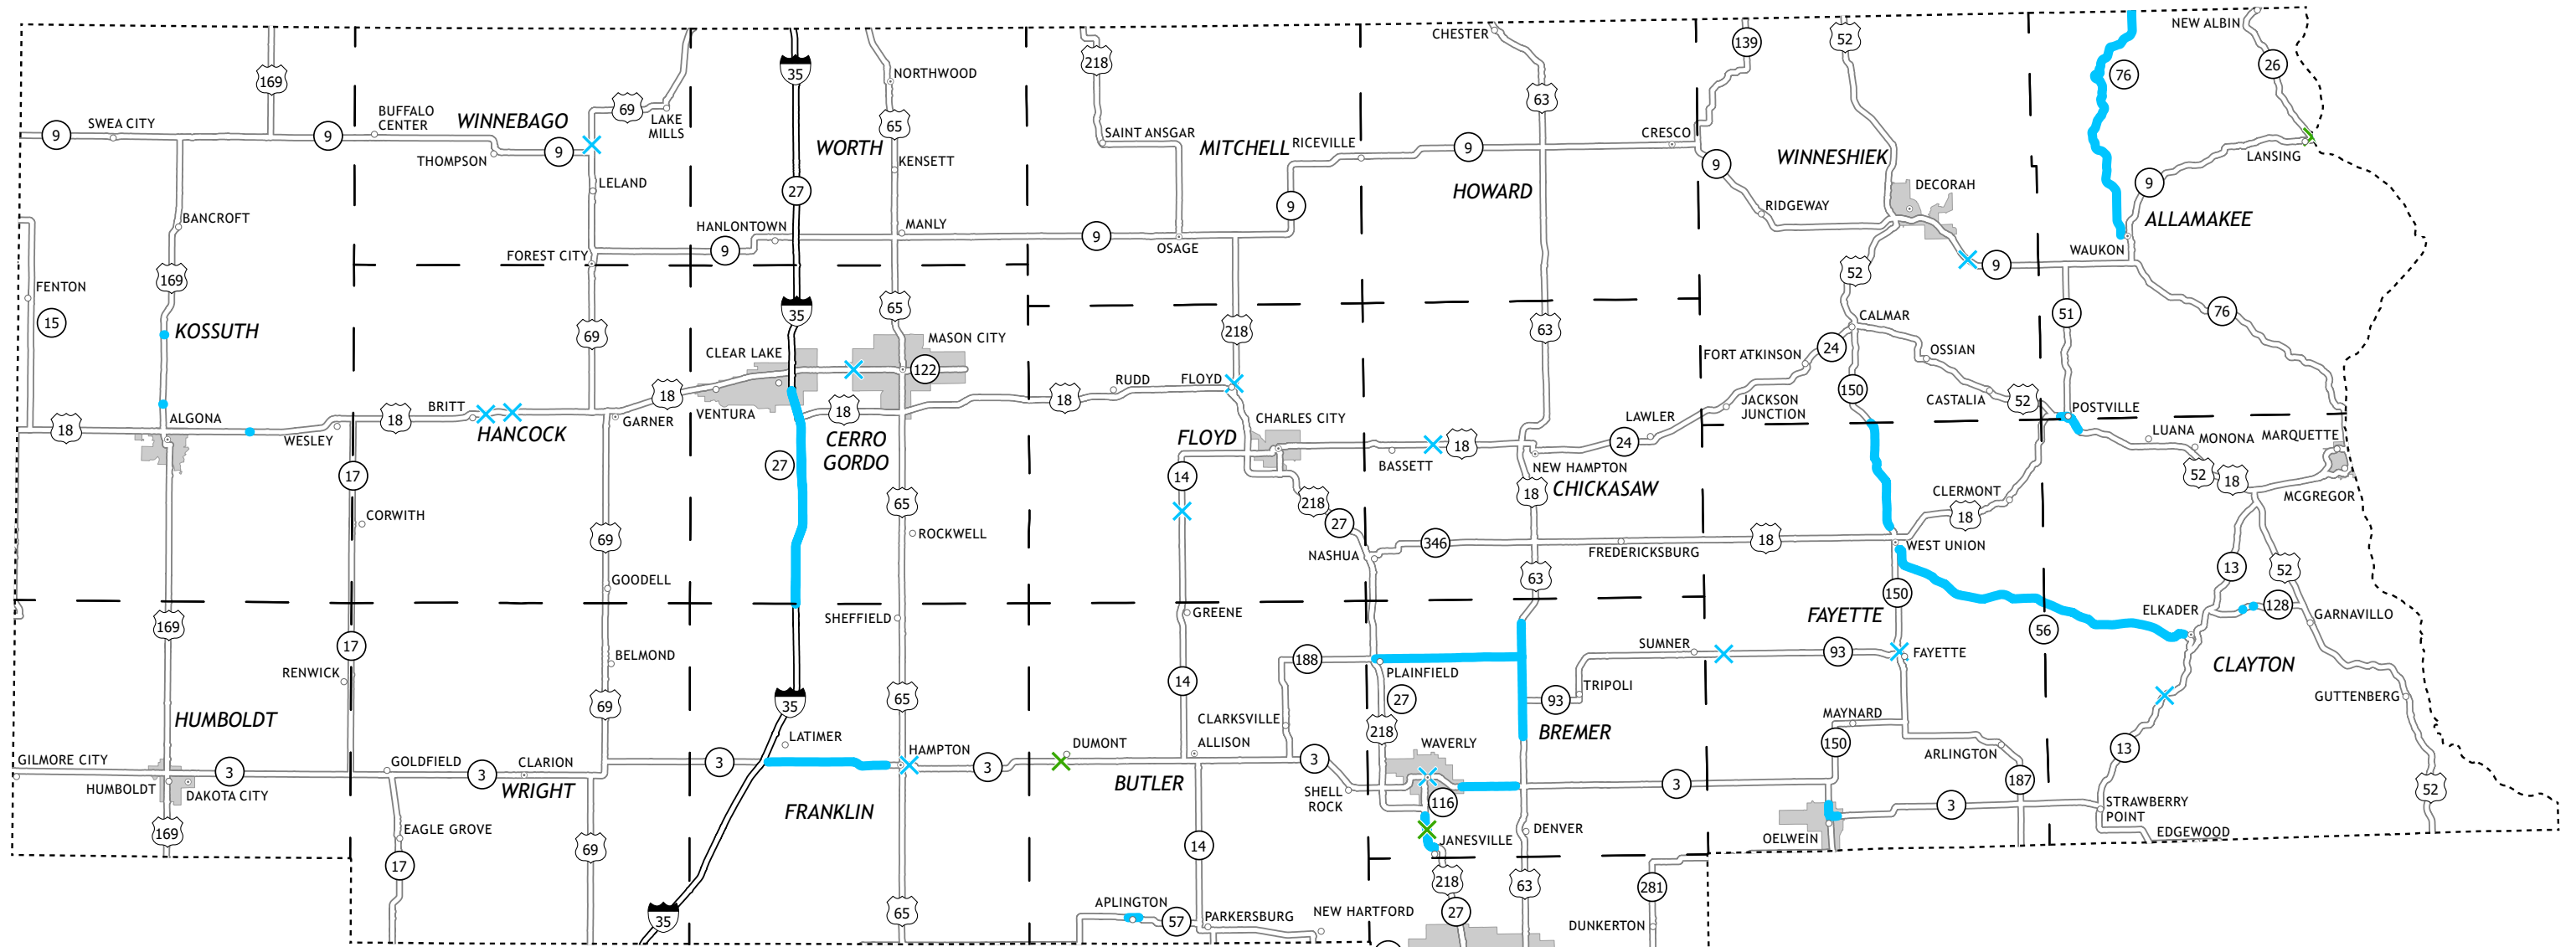 NEW ALBIN
CHESTER
139
52
35
218
26
169
NORTHWOOD
76
69
63
BUFFALO
CENTER
LAKE
MILLS
SWEA CITY
9
9
WINNEBAGO
65
SAINT ANSGAR
CRESCO
THOMPSON
9
WORTH
KENSETT
MITCHELL
RICEVILLE
9
WINNESHIEK
LANSING
9
LELAND
27
HOWARD
DECORAH
9
BANCROFT
HANLONTOWN
MANLY
9
RIDGEWAY
ALLAMAKEE
FOREST CITY
9
9
OSAGE
WAUKON
169
52
9
FENTON
35
65
15
KOSSUTH
69
218
63
CALMAR
51
76
CLEAR LAKE
MASON CITY
FORT ATKINSON
24
OSSIAN
122
RUDD
FLOYD
150
18
BRITT
VENTURA
18
18
JACKSON
JUNCTION
CASTALIA
52
POSTVILLE
ALGONA
18
18
WESLEY
HANCOCK
GARNER
CERRO
GORDO
FLOYD
CHARLES CITY
LAWLER
LUANA
MONONA
MARQUETTE
BASSETT
18
24
27
17
14
NEW HAMPTON
52
18
18
CHICKASAW
CLERMONT
MCGREGOR
65
218
CORWITH
27
18
69
ROCKWELL
NASHUA
346
FREDERICKSBURG
18
WEST UNION
GOODELL
63
13
52
150
169
SHEFFIELD
GREENE
FAYETTE
ELKADER
128
GARNAVILLO
56
17
BELMOND
188
SUMNER
93
FAYETTE
RENWICK
PLAINFIELD
CLAYTON
14
TRIPOLI
27
93
GUTTENBERG
69
35
65
HUMBOLDT
CLARKSVILLE
218
BREMER
MAYNARD
LATIMER
DUMONT
ALLISON
WAVERLY
150
13
GILMORE CITY
GOLDFIELD
CLARION
3
HAMPTON
3
3
ARLINGTON
3
3
BUTLER
3
187
HUMBOLDT
DAKOTA CITY
WRIGHT
SHELL
ROCK
116
52
FRANKLIN
3
STRAWBERRY
POINT
169
EAGLE GROVE
DENVER
OELWEIN
EDGEWOOD
JANESVILLE
69
14
17
218
63
281
APLINGTON
35
65
57
PARKERSBURG
NEW HARTFORD
27
DUNKERTON